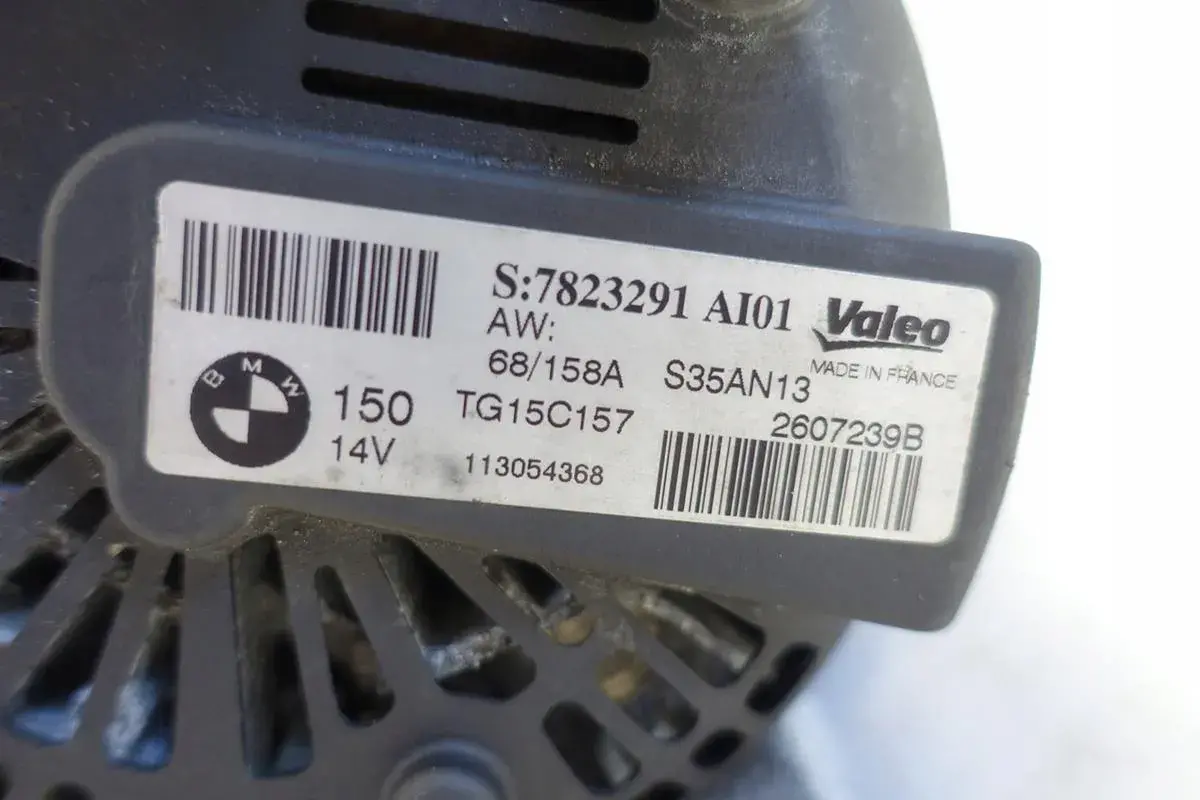 S:7823291 AI01
Valeo
AW:
MADE IN FRANCE
68/158A S35AN13
BMW
150 TG15C157 2607239B
14V 113054368